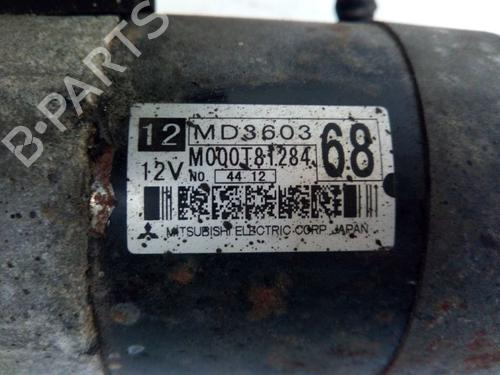 B-PARTS
12 MD3603 68
M000T81284
12V No. 44 12
MITSUBISHI ELECTRIC CORP. JAPAN